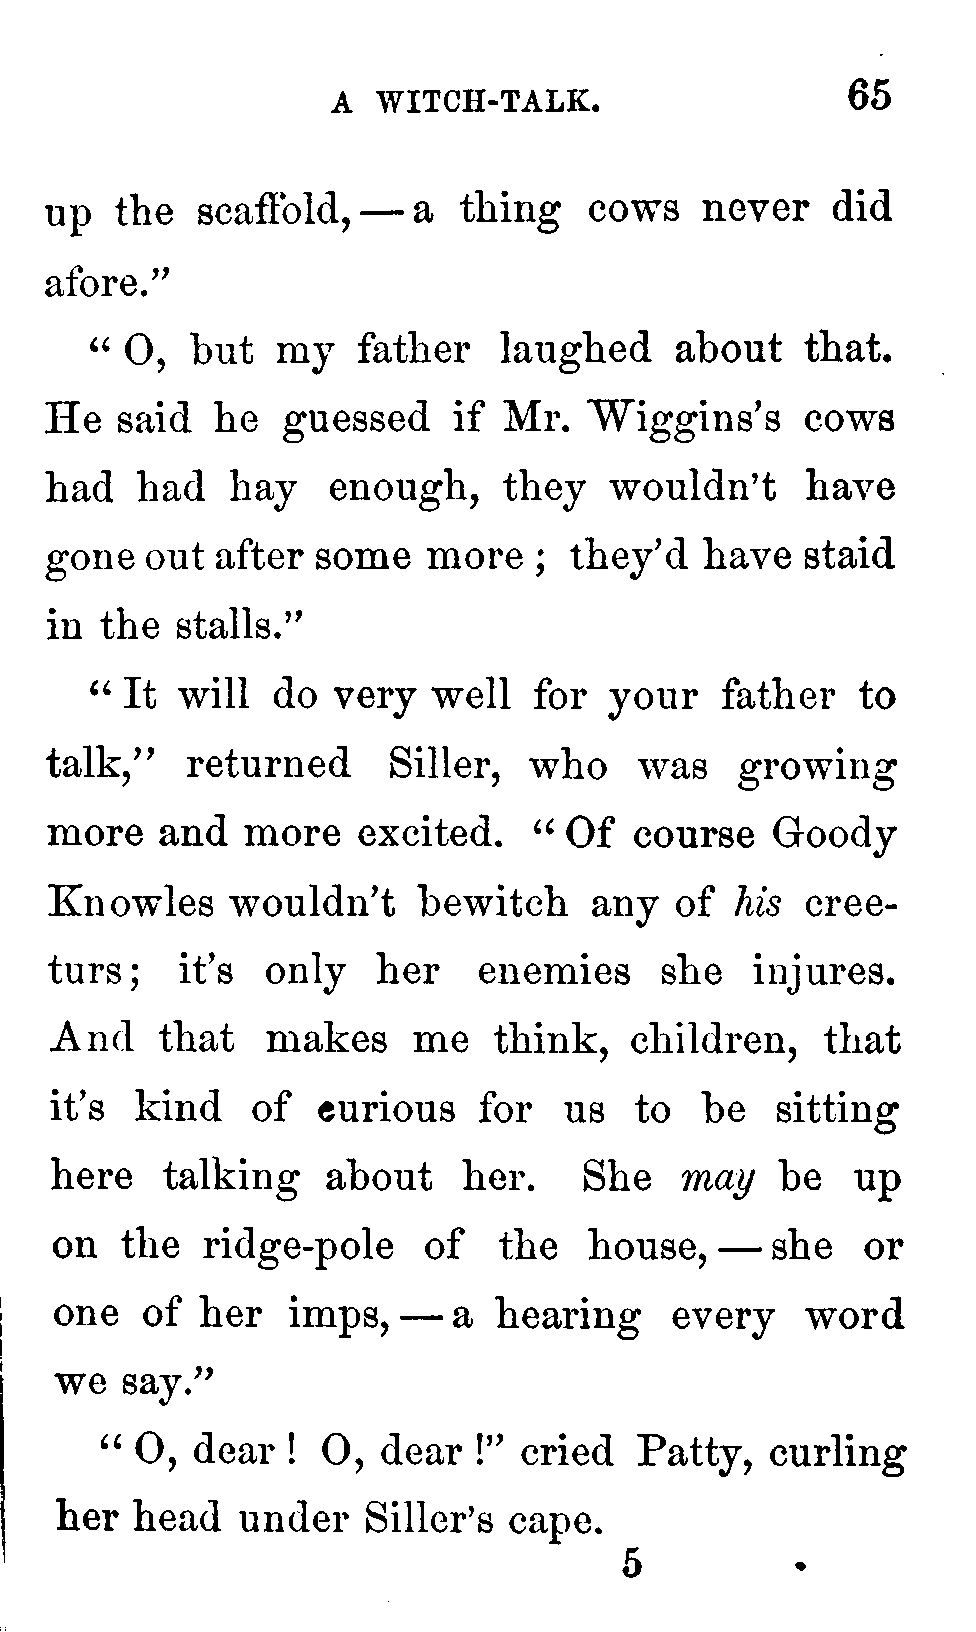 A WITCH-TALK. 65
up the scaffold, — a thing cows never did
afore."
"O, but my father laughed about that.
He said he guessed if Mr. Wiggins's cows
had had hay enough, they wouldn't have
gone out after some more; they'd have staid
in the stalls."
"It will do very well for your father to
talk," returned Siller, who was growing
more and more excited. "Of course Goody
Knowles wouldn't bewitch any of his cree-
turs; it's only her enemies she injures.
And that makes me think, children, that
it's kind of curious for us to be sitting
here talking about her. She may be up
on the ridge-pole of the house, — she or
one of her imps, — a hearing every word
we say."
"O, dear! O, dear!" cried Patty, curling
her head under Siller's cape.
5